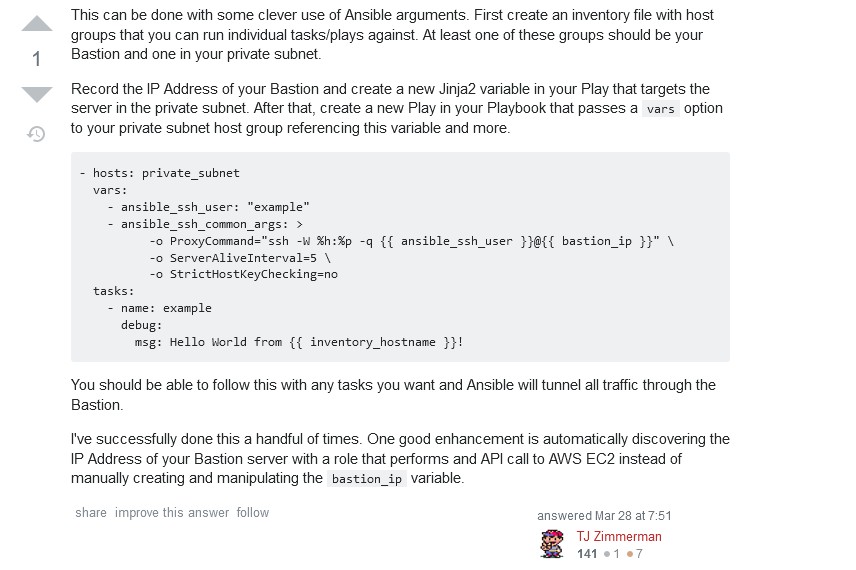 This can be done with some clever use of Ansible arguments. First create an inventory file with host
groups that you can run individual tasks/plays against. At least one of these groups should be your
Bastion and one in your private subnet.
1
Record the IP Address of your Bastion and create a new Jinja2 variable in your Play that targets the
server in the private subnet. After that, create a new Play in your Playbook that passes a vars option
to your private subnet host group referencing this variable and more.
- hosts: private_subnet
  vars:
    - ansible_ssh_user: "example"
    - ansible_ssh_common_args: >
          -o ProxyCommand="ssh -W %h:%p -q {{ ansible_ssh_user }}@{{ bastion_ip }}" \
          -o ServerAliveInterval=5 \
          -o StrictHostKeyChecking=no
  tasks:
    - name: example
      debug:
        msg: Hello World from {{ inventory_hostname }}!
You should be able to follow this with any tasks you want and Ansible will tunnel all traffic through the
Bastion.
I've successfully done this a handful of times. One good enhancement is automatically discovering the
IP Address of your Bastion server with a role that performs and API call to AWS EC2 instead of
manually creating and manipulating the bastion_ip variable.
share improve this answer follow
answered Mar 28 at 7:51
TJ Zimmerman
141 ●1 ●7